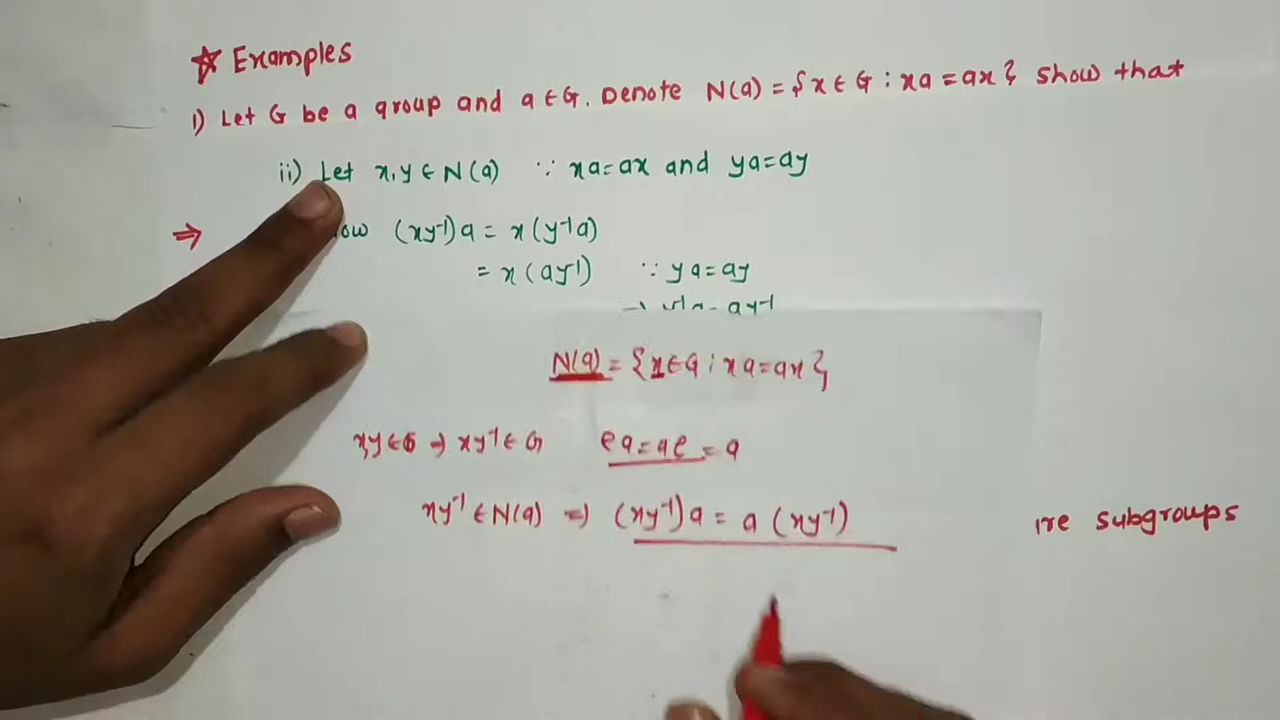 ☆ Examples
1) Let G be a group and a ∈ G. Denote N(a) = {x ∈ G : xa = ax} show that
ii) Let x, y ∈ N(a) ∵ xa = ax and ya = ay
⇒ (xy⁻¹)a = x(y⁻¹a)
= x(ay⁻¹) ∵ ya = ay
ay⁻¹
N(a) = {x ∈ G : xa = ax}
x,y ∈ G ⇒ xy⁻¹ ∈ G ea = ae = a
xy⁻¹ ∈ N(a) ⇒ (xy⁻¹)a = a(xy⁻¹)
subgroups